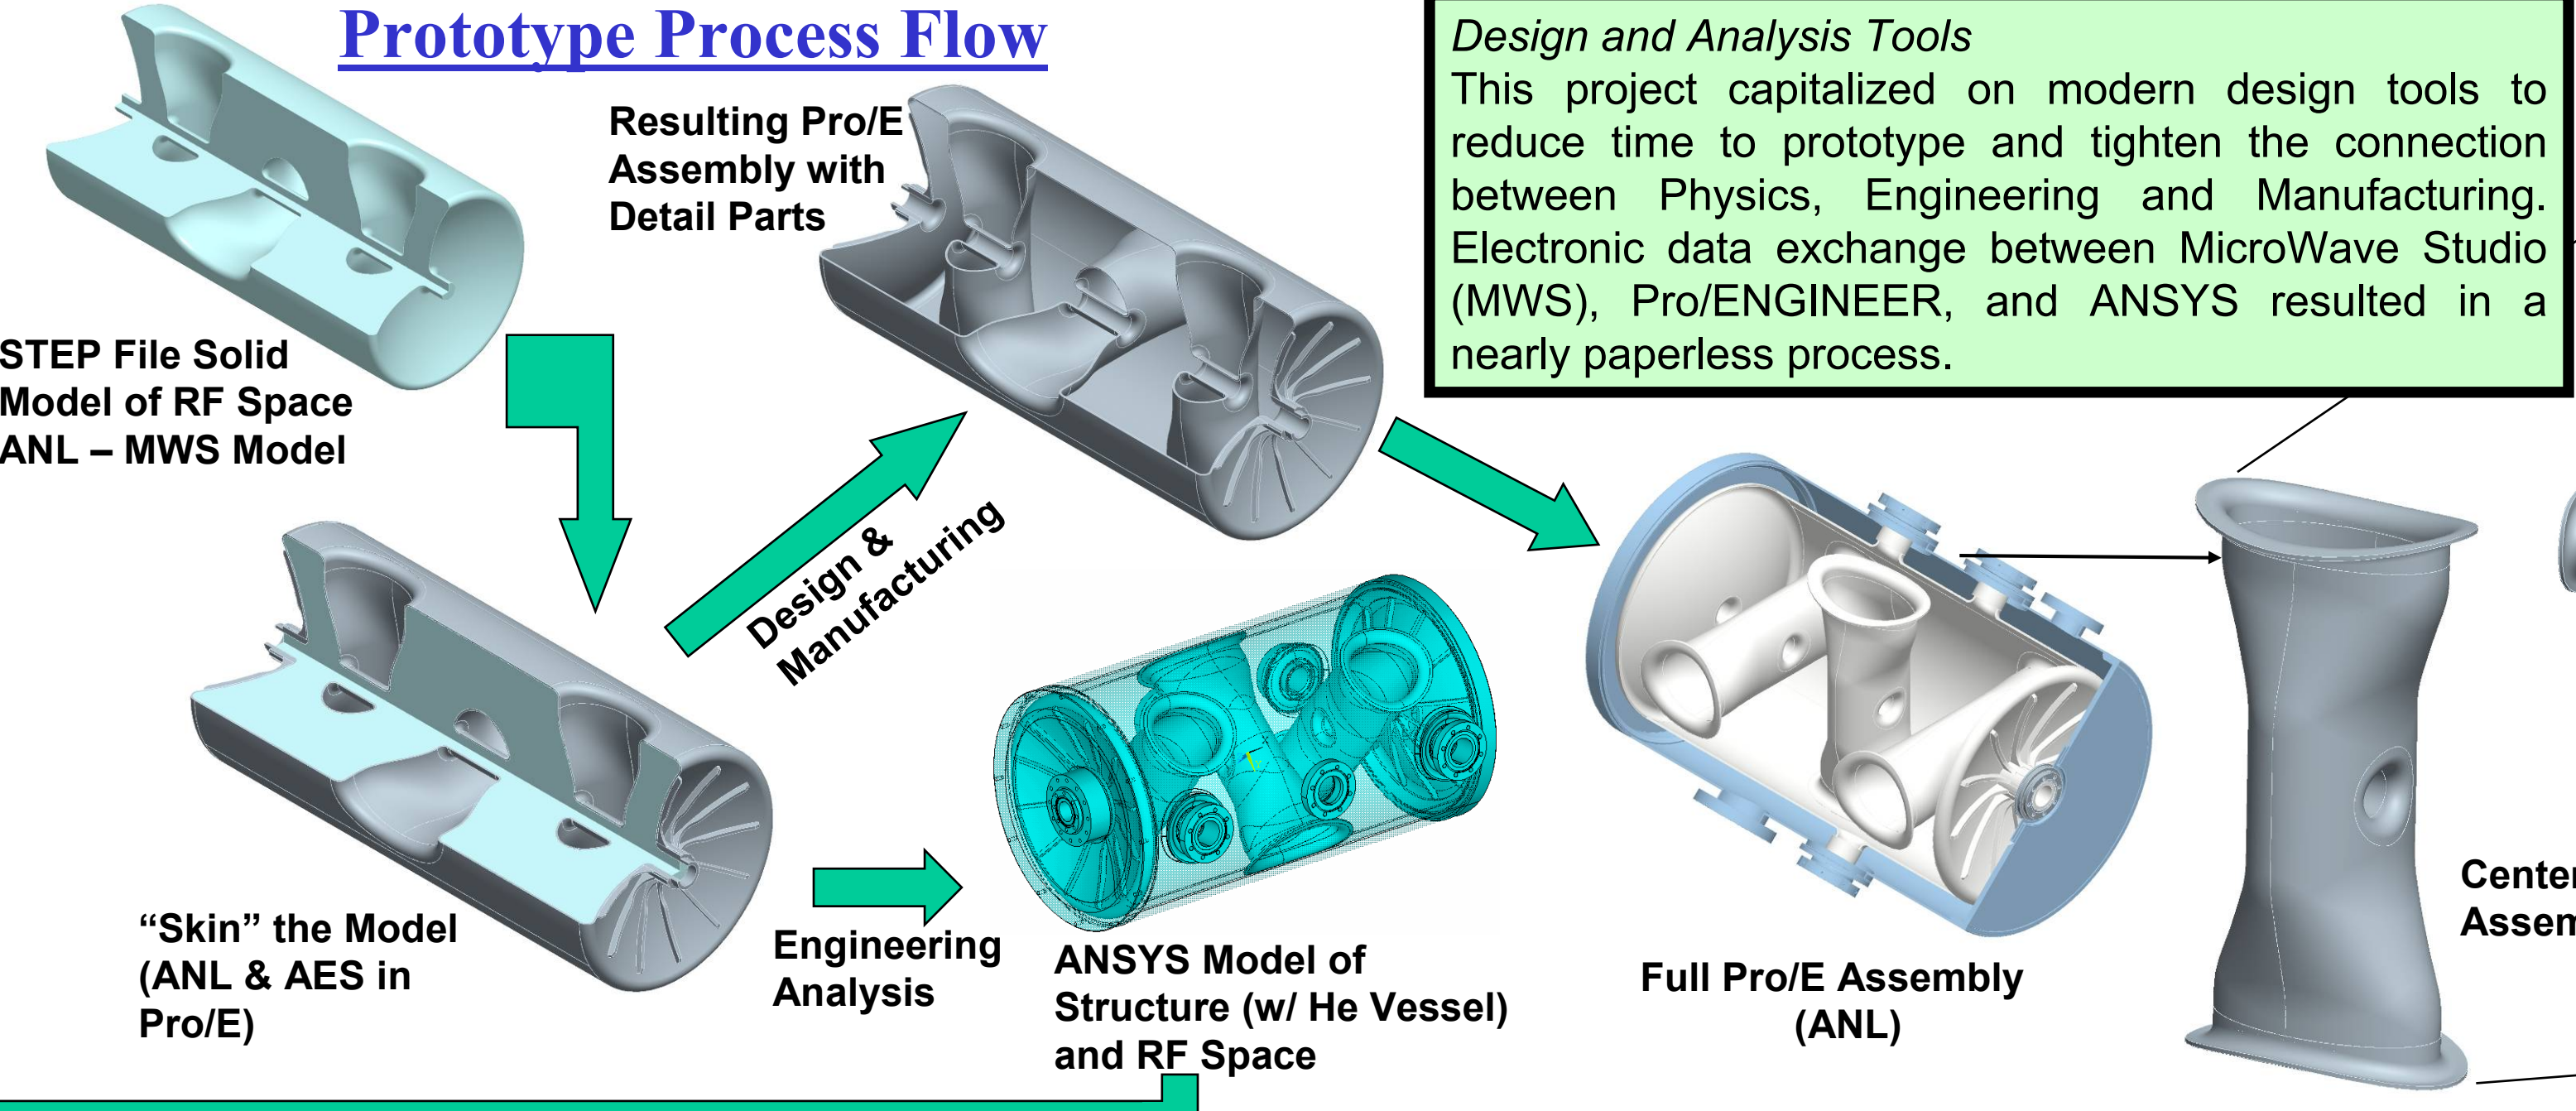 Prototype Process Flow
Design and Analysis Tools
This project capitalized on modern design tools to
reduce time to prototype and tighten the connection
between Physics, Engineering and Manufacturing.
Electronic data exchange between MicroWave Studio
(MWS), Pro/ENGINEER, and ANSYS resulted in a
nearly paperless process.
Resulting Pro/E
Assembly with
Detail Parts
STEP File Solid
Model of RF Space
ANL – MWS Model
Design &
Manufacturing
“Skin” the Model
(ANL & AES in
Pro/E)
Engineering
Analysis
ANSYS Model of
Structure (w/ He Vessel)
and RF Space
Full Pro/E Assembly
(ANL)